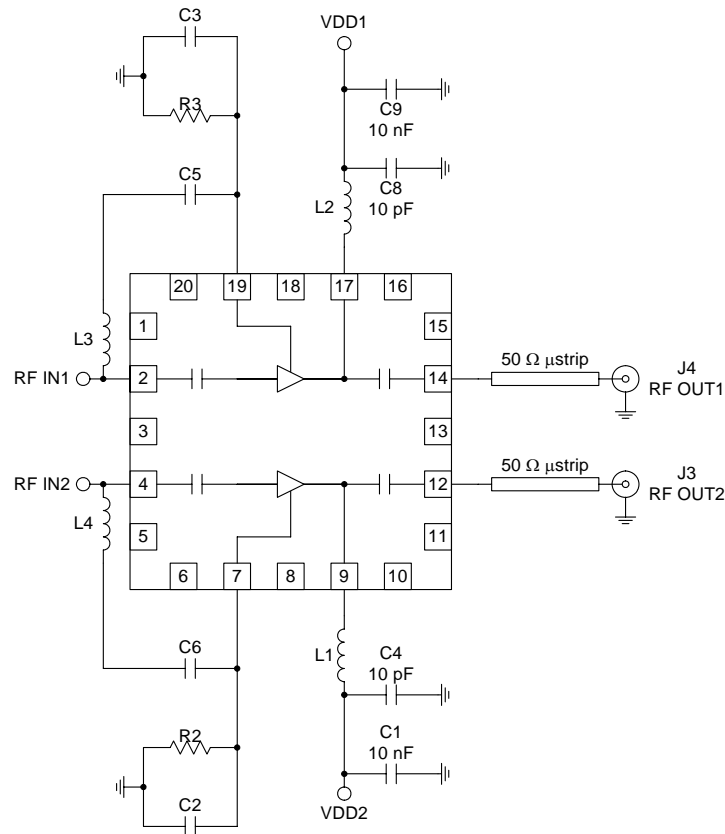 C3
VDD1
R3
C9
10 nF
C5
C8
10 pF
L2
20
19
18
17
16
1
15
L3
50 Ω μstrip
J4
RF IN1
2
14
RF OUT1
3
13
50 Ω μstrip
J3
RF IN2
4
12
RF OUT2
L4
5
11
6
7
8
9
10
C6
L1
C4
10 pF
R2
C1
10 nF
C2
VDD2